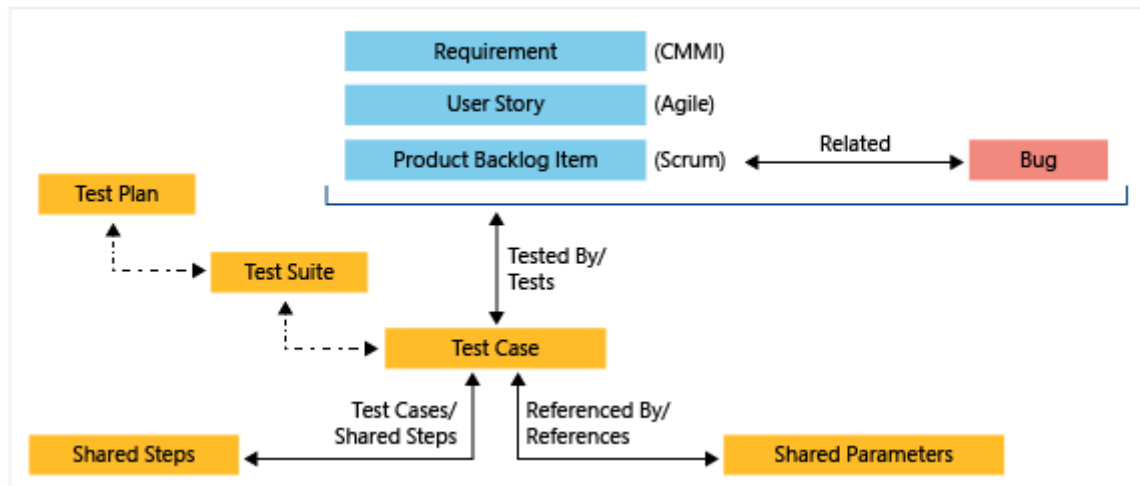 Requirement (CMMI)
User Story (Agile)
Product Backlog Item (Scrum) Related Bug
Test Plan
Test Suite
Tested By/
Tests
Test Case
Test Cases/
Shared Steps
Referenced By/
References
Shared Steps
Shared Parameters